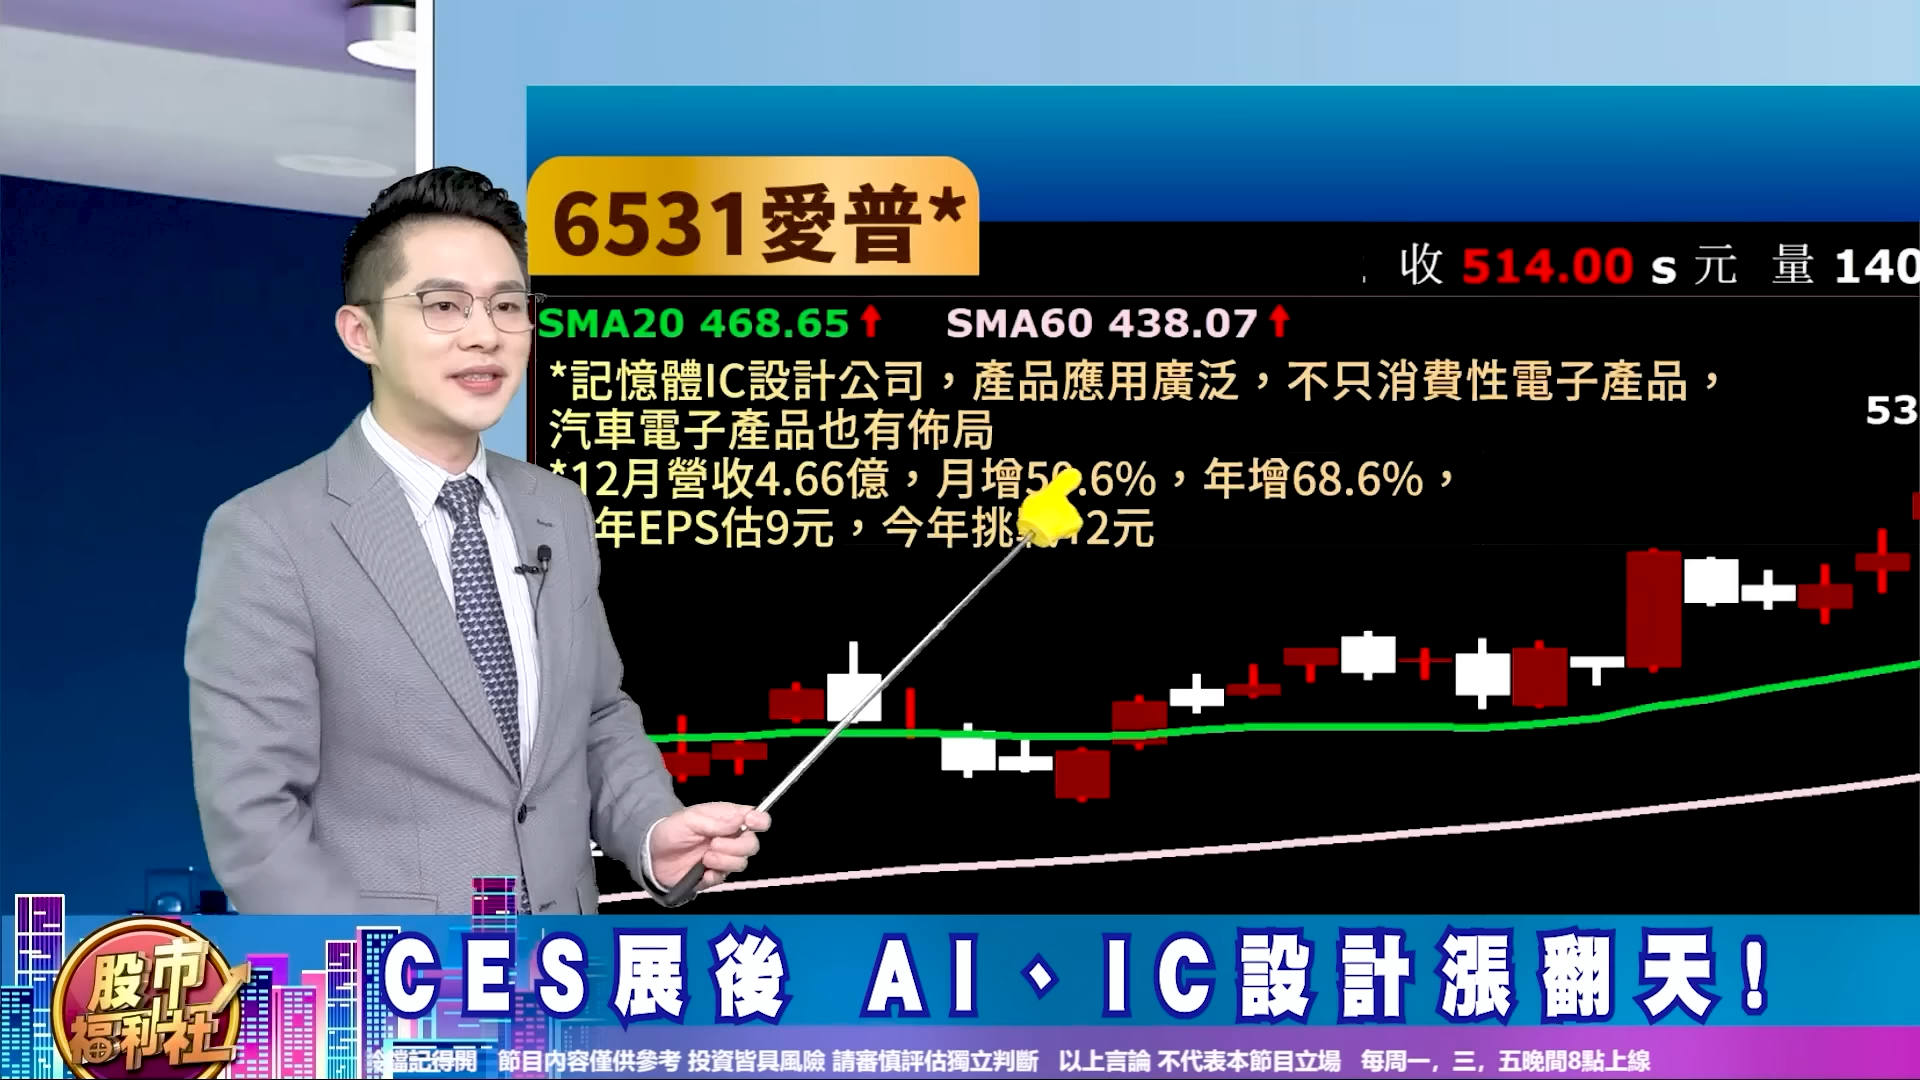 6531愛普*
收 514.00 s 元 量 140
SMA20 468.65↑ SMA60 438.07↑
*記憶體IC設計公司，產品應用廣泛，不只消費性電子產品，
汽車電子產品也有佈局
*12月營收4.66億，月增5 .6%，年增68.6%，
年EPS估9元，今年挑 2元
53
CES展後 AI、IC設計漲翻天!
股市
福利社
記得開 節目內容僅供參考 投資皆具風險 請審慎評估獨立判斷 以上言論 不代表本節目立場 每周一，三，五晚間8點上線